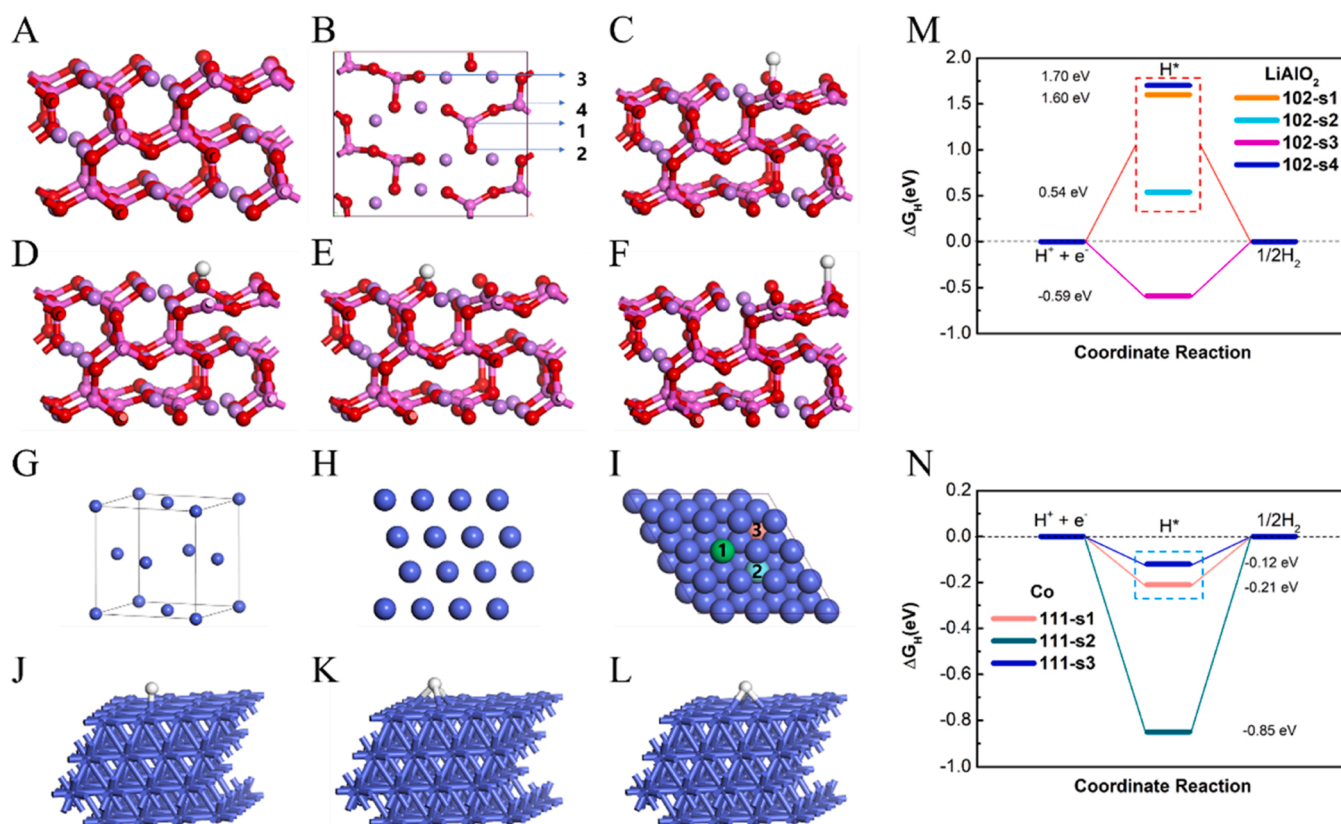 A
B
3
4
1
2
C
D
E
F
G
H
I
3
1
2
J
K
L
M
2.0
1.5
1.0
0.5
0.0
-0.5
-1.0
ΔG_H(eV)
1.70 eV
1.60 eV
0.54 eV
-0.59 eV
H*
H⁺ + e⁻
1/2H₂
LiAlO₂
102-s1
102-s2
102-s3
102-s4
Coordinate Reaction
N
0.2
0.0
-0.2
-0.4
-0.6
-0.8
-1.0
ΔG_H(eV)
H⁺ + e⁻
H*
1/2H₂
-0.12 eV
-0.21 eV
-0.85 eV
Co
111-s1
111-s2
111-s3
Coordinate Reaction